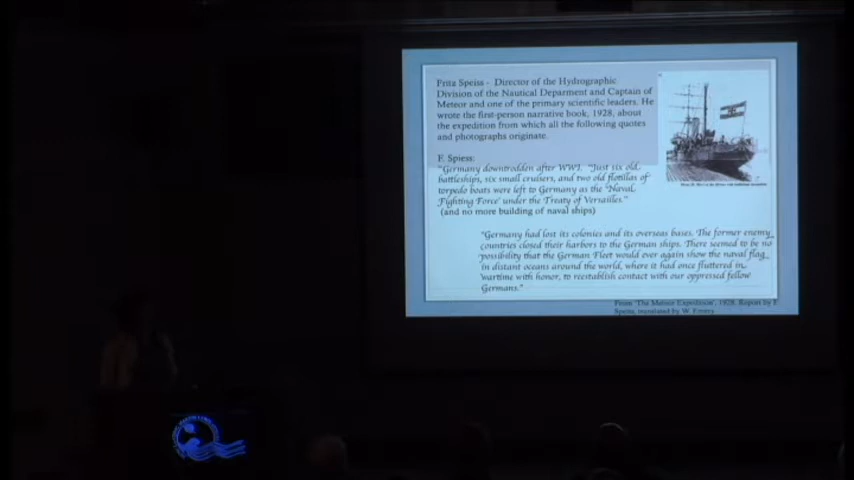 Fritz Speiss - Director of the Hydrographic
Division of the Nautical Deparment and Captain of
Meteor and one of the primary scientific leaders. He
wrote the first-person narrative book, 1928, about
the expedition from which all the following quotes
and photographs originate.
F. Spiess:
"Germany downtrodden after WWI. "Just six old
battleships, six small cruisers, and two old flotillas of
torpedo boats were left to Germany as the 'Naval
Fighting Force' under the Treaty of Versailles."
(and no more building of naval ships)
"Germany had lost its colonies and its overseas bases. The former enemy
countries closed their harbors to the German ships. There seemed to be no
possibility that the German Fleet would ever again show the naval flag
in distant oceans around the world, where it had once fluttered in
wartime with honor, to reestablish contact with our oppressed fellow
Germans."
From 'The Meteor Expedition', 1928. Report by F.
Speiss, translated by W. Emery